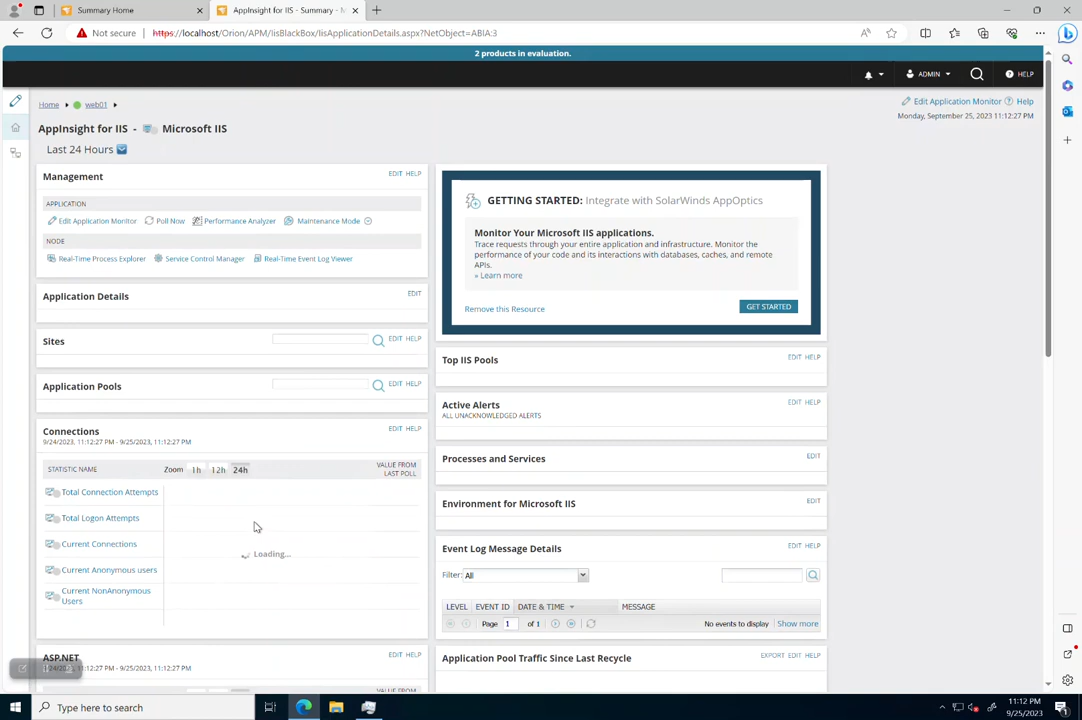 Summary Home
AppInsight for IIS - Summary - M
Not secure
https://localhost/Orion/APM/IisBlackBox/IisApplicationDetails.aspx?NetObject=ABIA:3
2 products in evaluation.
ADMIN
HELP
Home
web01
Edit Application Monitor
Help
Monday, September 25, 2023 11:12:27 PM
AppInsight for IIS - Microsoft IIS
Last 24 Hours
Management
EDIT HELP
APPLICATION
Edit Application Monitor
Poll Now
Performance Analyzer
Maintenance Mode
NODE
Real-Time Process Explorer
Service Control Manager
Real-Time Event Log Viewer
Application Details
EDIT
Sites
EDIT HELP
Application Pools
EDIT HELP
Connections
EDIT HELP
9/24/2023, 11:12:27 PM - 9/25/2023, 11:12:27 PM
STATISTIC NAME
Zoom 1h 12h 24h
VALUE FROM
LAST POLL
Total Connection Attempts
Total Logon Attempts
Current Connections
Loading...
Current Anonymous users
Current NonAnonymous
Users
ASP.NET
EDIT HELP
9/24/2023, 11:12:27 PM - 9/25/2023, 11:12:27 PM
VALUE FROM
GETTING STARTED: Integrate with SolarWinds AppOptics
Monitor Your Microsoft IIS applications.
Trace requests through your entire application and infrastructure. Monitor the
performance of your code and its interactions with databases, caches, and remote
APIs.
» Learn more
Remove this Resource
GET STARTED
Top IIS Pools
EDIT HELP
Active Alerts
EDIT HELP
ALL UNACKNOWLEDGED ALERTS
Processes and Services
EDIT
Environment for Microsoft IIS
EDIT
Event Log Message Details
EDIT HELP
Filter: All
LEVEL EVENT ID DATE & TIME MESSAGE
Page 1 of 1
No events to display
Show more
Application Pool Traffic Since Last Recycle
EXPORT EDIT HELP
Type here to search
11:12 PM
9/25/2023
1